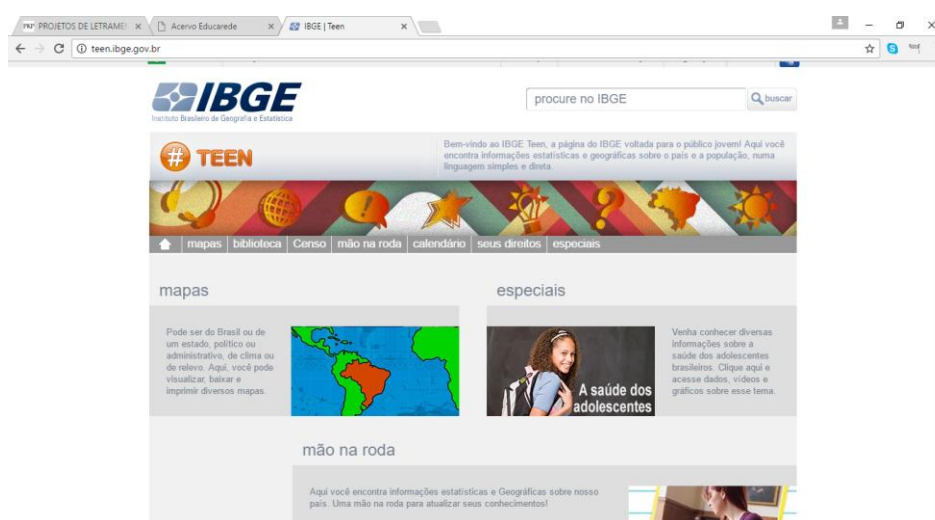 PROJETOS DE LETRAME
Acervo Educarede
IBGE | Teen
teen.ibge.gov.br
IBGE
Instituto Brasileiro de Geografia e Estatística
procure no IBGE
buscar
# TEEN
Bem-vindo ao IBGE Teen, a página do IBGE voltada para o público jovem! Aqui você
encontra informações estatísticas e geográficas sobre o país e a população, numa
linguagem simples e direta.
mapas biblioteca Censo mão na roda calendário seus direitos especiais
mapas
Pode ser do Brasil ou de
um estado, político ou
administrativo, de clima ou
de relevo. Aqui, você pode
visualizar, baixar e
imprimir diversos mapas.
especiais
A saúde dos
adolescentes
Venha conhecer diversas
informações sobre a
saúde dos adolescentes
brasileiros. Clique aqui e
acesse dados, vídeos e
gráficos sobre esse tema.
mão na roda
Aqui você encontra informações estatísticas e Geográficas sobre nosso
país. Uma mão na roda para atualizar seus conhecimentos!